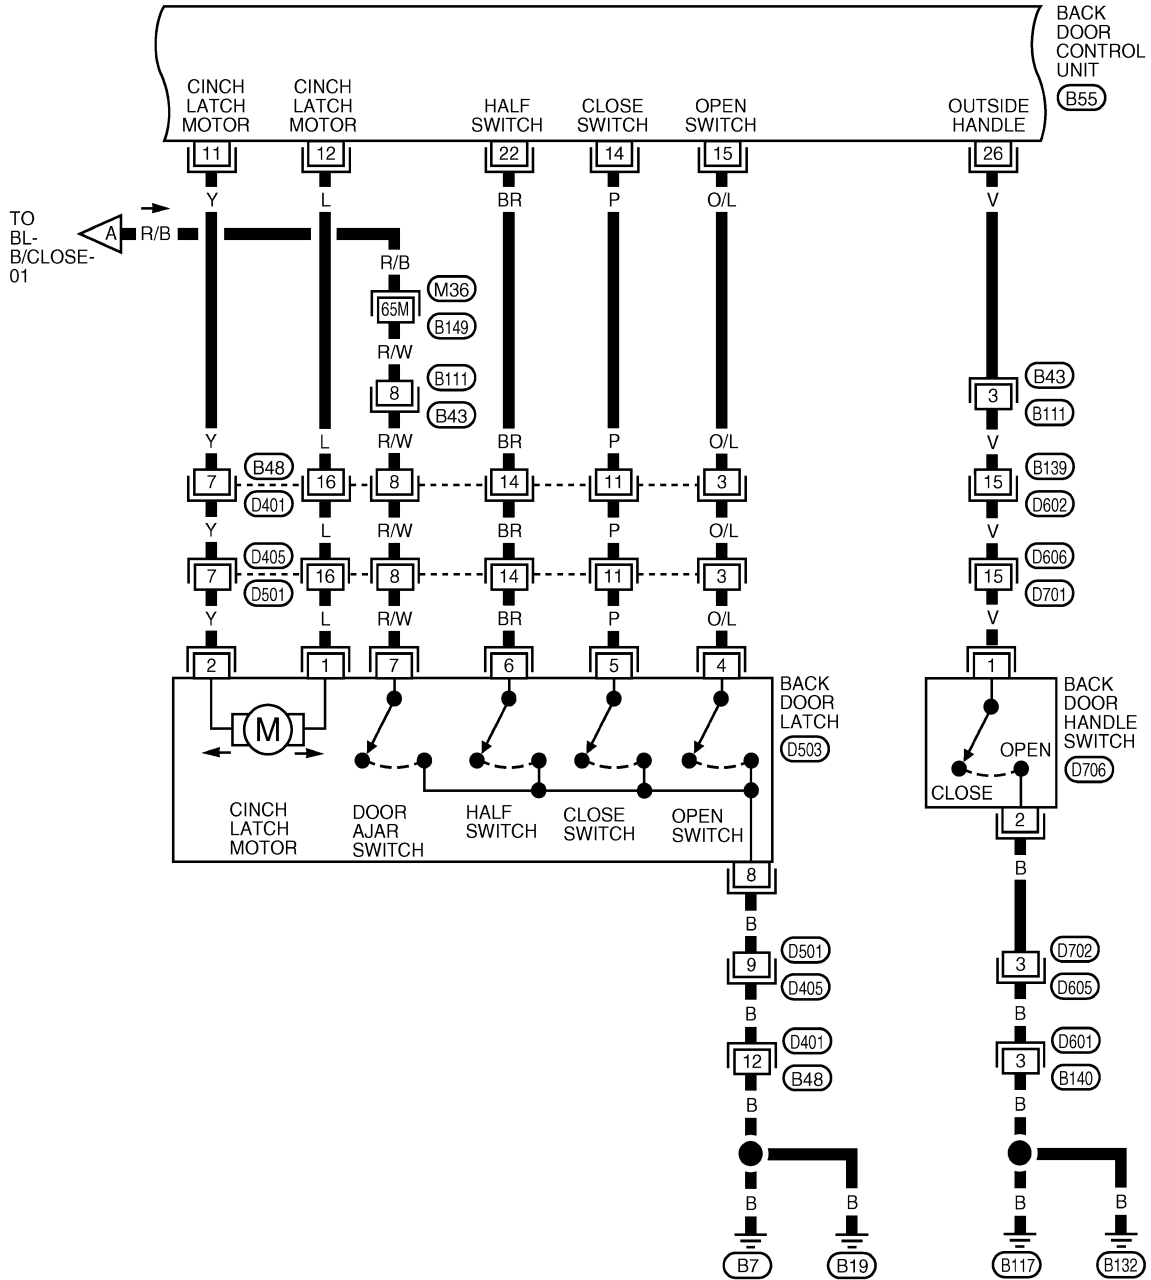 BACK
DOOR
CONTROL
UNIT
B55
CINCH
LATCH
MOTOR
CINCH
LATCH
MOTOR
HALF
SWITCH
CLOSE
SWITCH
OPEN
SWITCH
OUTSIDE
HANDLE
11 12 22 14 15 26
Y L BR P O/L V
TO
BL-
B/CLOSE-
01
A R/B
R/B
65M
M36
B149
R/W
8
B111
B43
3
B43
B111
Y L R/W BR P O/L V
7 B48 D401 16 8 14 11 3 15 B139 D602
Y L R/W BR P O/L V
7 D405 D501 16 8 14 11 3 15 D606 D701
Y L R/W BR P O/L V
2 1 7 6 5 4 1
M
BACK
DOOR
LATCH
D503
BACK
DOOR
HANDLE
SWITCH
D706
OPEN
CLOSE
CINCH
LATCH
MOTOR
DOOR
AJAR
SWITCH
HALF
SWITCH
CLOSE
SWITCH
OPEN
SWITCH
2
8
B
B
9 D501 D405
3 D702 D605
B B
12 D401 B48
3 D601 B140
B B
B B B B
B7 B19 B117 B132